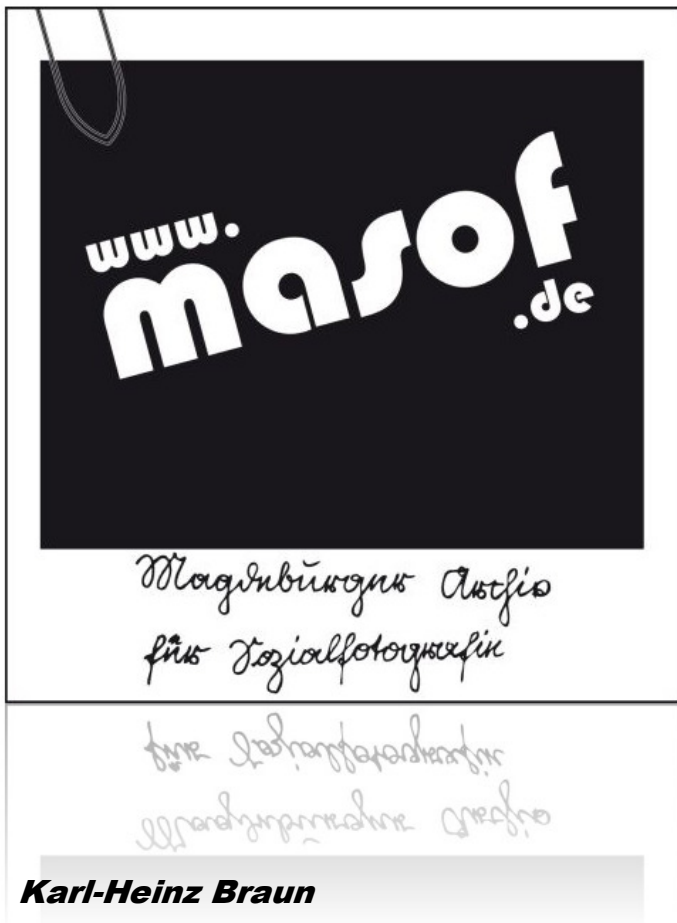 www.
masof
.de
Magdeburger Archiv
für Sozialfotografie
Karl-Heinz Braun